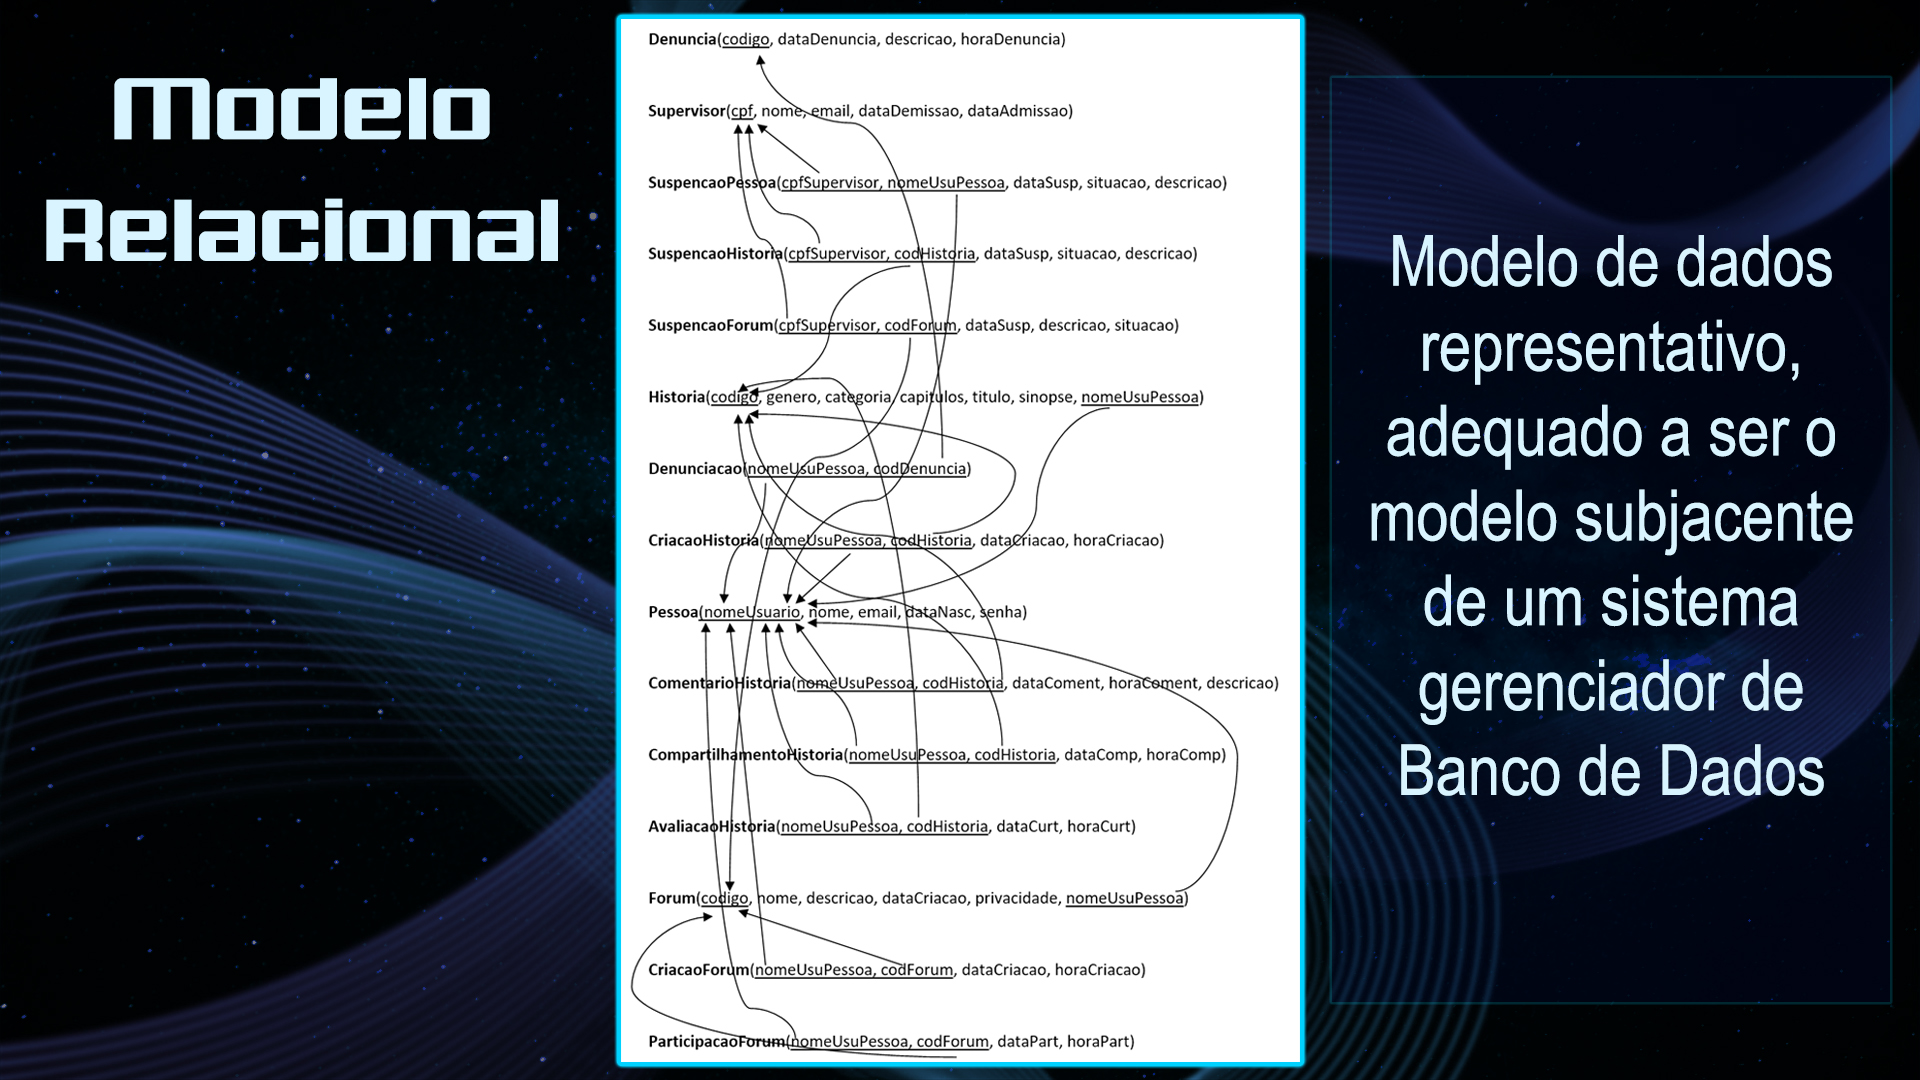 Modelo
Relacional
Denuncia(codigo, dataDenuncia, descricao, horaDenuncia)
Supervisor(cpf, nome, email, dataDemissao, dataAdmissao)
SuspencaoPessoa(cpfSupervisor, nomeUsuPessoa, dataSusp, situacao, descricao)
SuspencaoHistoria(cpfSupervisor, codHistoria, dataSusp, situacao, descricao)
SuspencaoForum(cpfSupervisor, codForum, dataSusp, descricao, situacao)
Historia(codigo, genero, categoria, capitulos, titulo, sinopse, nomeUsuPessoa)
Denunciacao(nomeUsuPessoa, codDenuncia)
CriacaoHistoria(nomeUsuPessoa, codHistoria, dataCriacao, horaCriacao)
Pessoa(nomeUsuario, nome, email, dataNasc, senha)
ComentarioHistoria(nomeUsuPessoa, codHistoria, dataComent, horaComent, descricao)
CompartilhamentoHistoria(nomeUsuPessoa, codHistoria, dataComp, horaComp)
AvaliacaoHistoria(nomeUsuPessoa, codHistoria, dataCurt, horaCurt)
Forum(codigo, nome, descricao, dataCriacao, privacidade, nomeUsuPessoa)
CriacaoForum(nomeUsuPessoa, codForum, dataCriacao, horaCriacao)
ParticipacaoForum(nomeUsuPessoa, codForum, dataPart, horaPart)
Modelo de dados
representativo,
adequado a ser o
modelo subjacente
de um sistema
gerenciador de
Banco de Dados